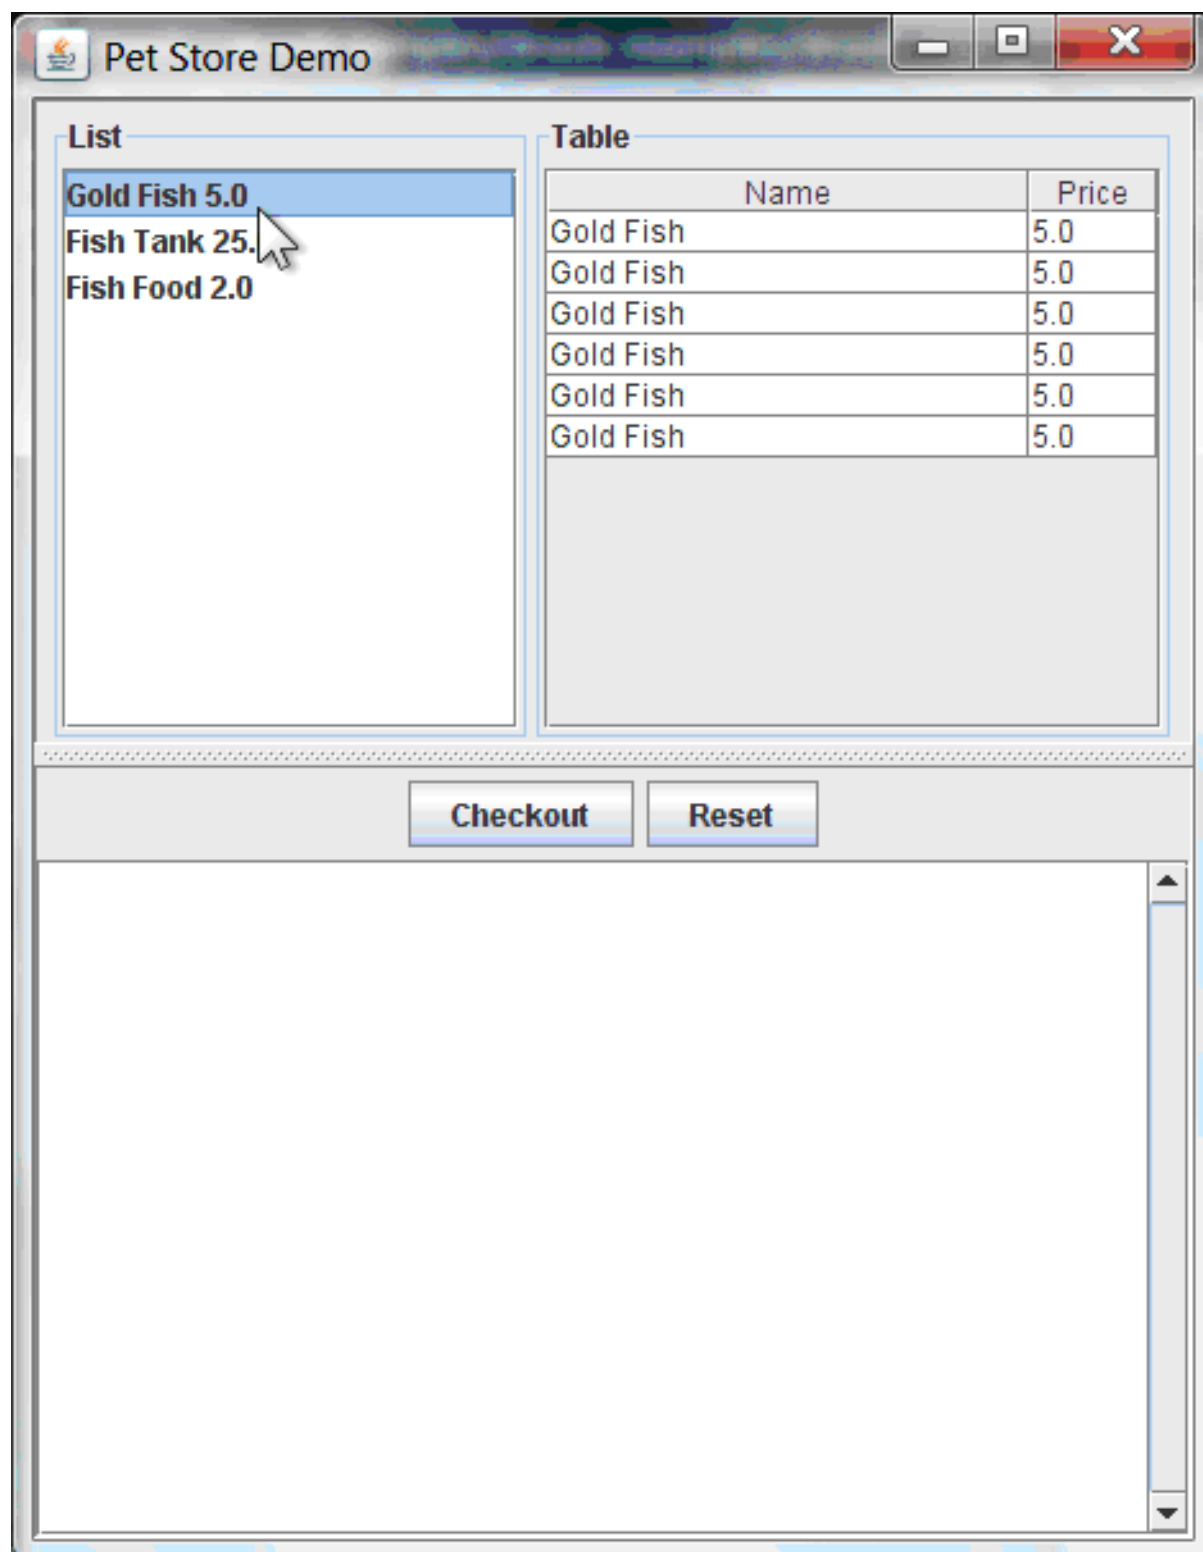 Pet Store Demo
List
Gold Fish 5.0
Fish Tank 25.
Fish Food 2.0
Table
Name Price
Gold Fish 5.0
Gold Fish 5.0
Gold Fish 5.0
Gold Fish 5.0
Gold Fish 5.0
Gold Fish 5.0
Checkout Reset